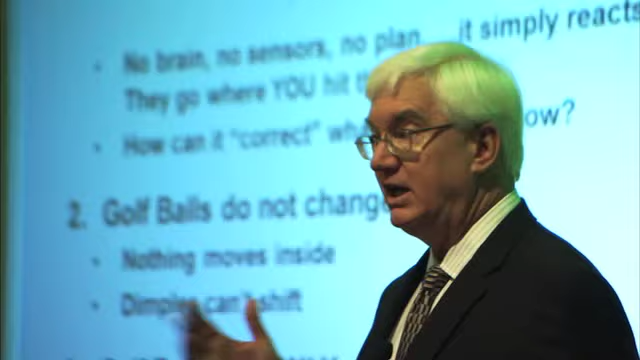 No brain, no sensors, no plan... it simply reacts
They go where YOU hit
How can it "correct" ow?
2. Golf Balls do not change
Nothing moves inside
Dimples can't shift